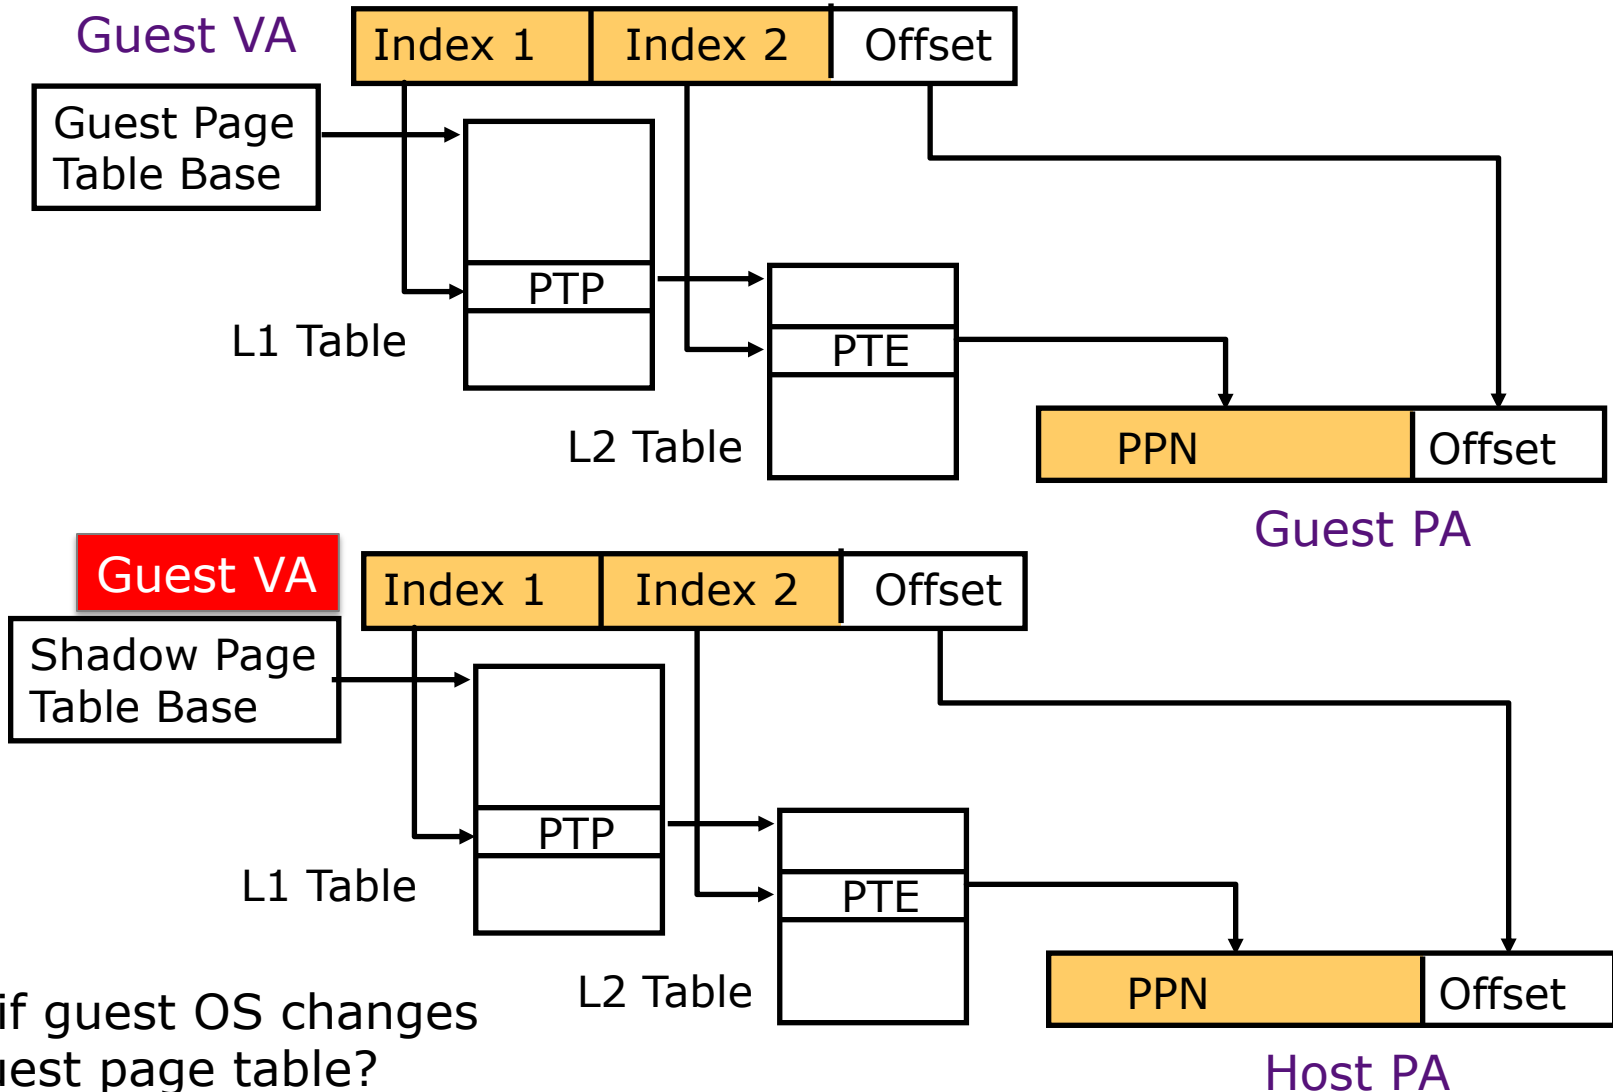 Guest VA
Index 1
Index 2
Offset
Guest Page
Table Base
PTP
L1 Table
PTE
L2 Table
PPN
Offset
Guest PA
Guest VA
Index 1
Index 2
Offset
Shadow Page
Table Base
PTP
L1 Table
PTE
L2 Table
PPN
Offset
Host PA
if guest OS changes
uest page table?